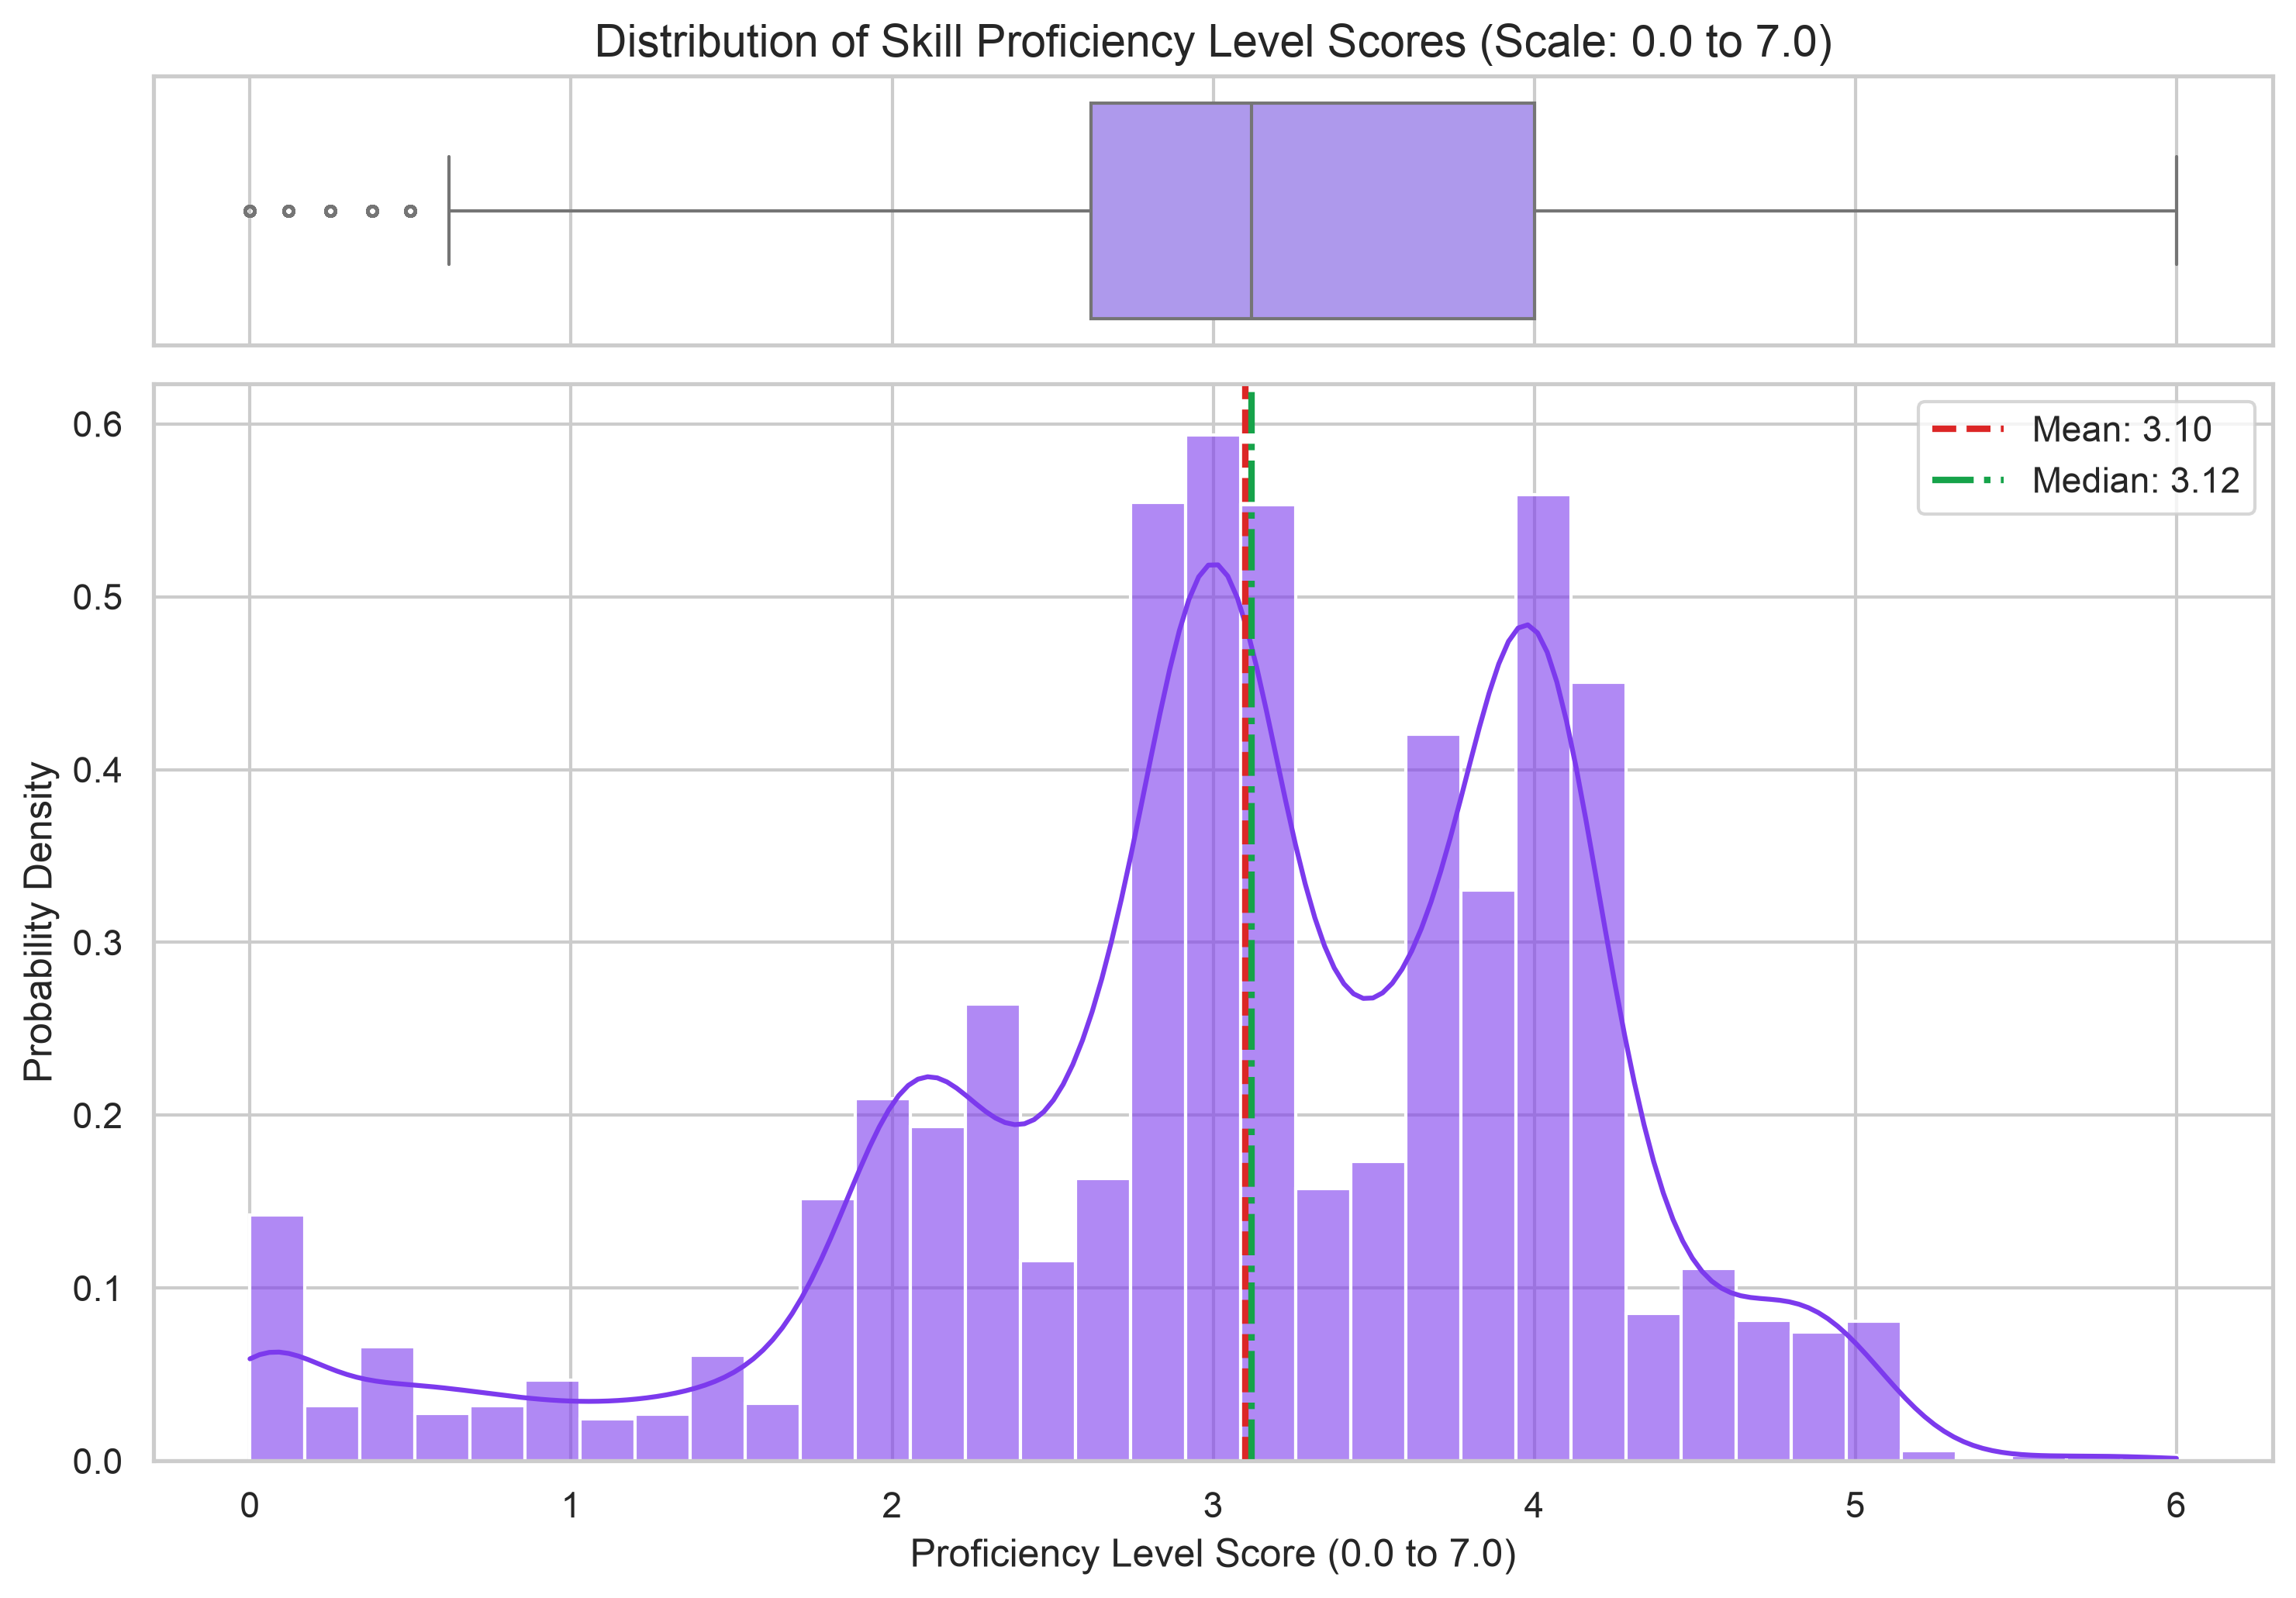 Distribution of Skill Proficiency Level Scores (Scale: 0.0 to 7.0)
Mean: 3.10
Median: 3.12
Probability Density
0.6
0.5
0.4
0.3
0.2
0.1
0.0
0 1 2 3 4 5 6
Proficiency Level Score (0.0 to 7.0)